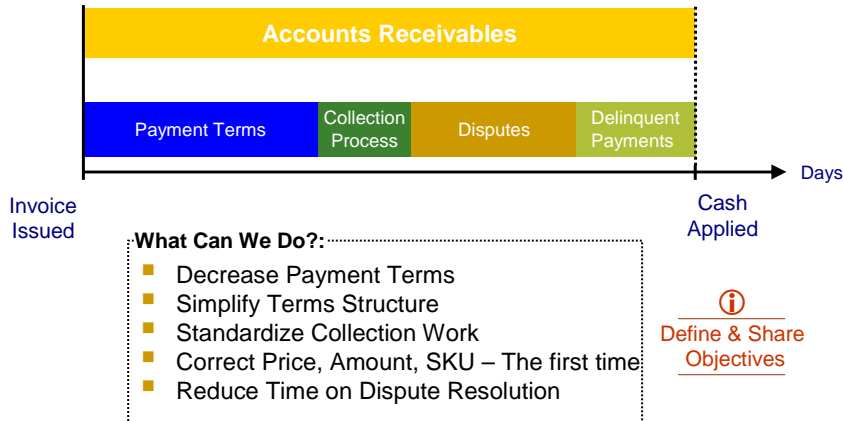 Accounts Receivables
Payment Terms
Collection
Process
Disputes
Delinquent
Payments
Days
Invoice
Issued
Cash
Applied
What Can We Do?:
Decrease Payment Terms
Simplify Terms Structure
Standardize Collection Work
Correct Price, Amount, SKU – The first time
Reduce Time on Dispute Resolution
i
Define & Share
Objectives